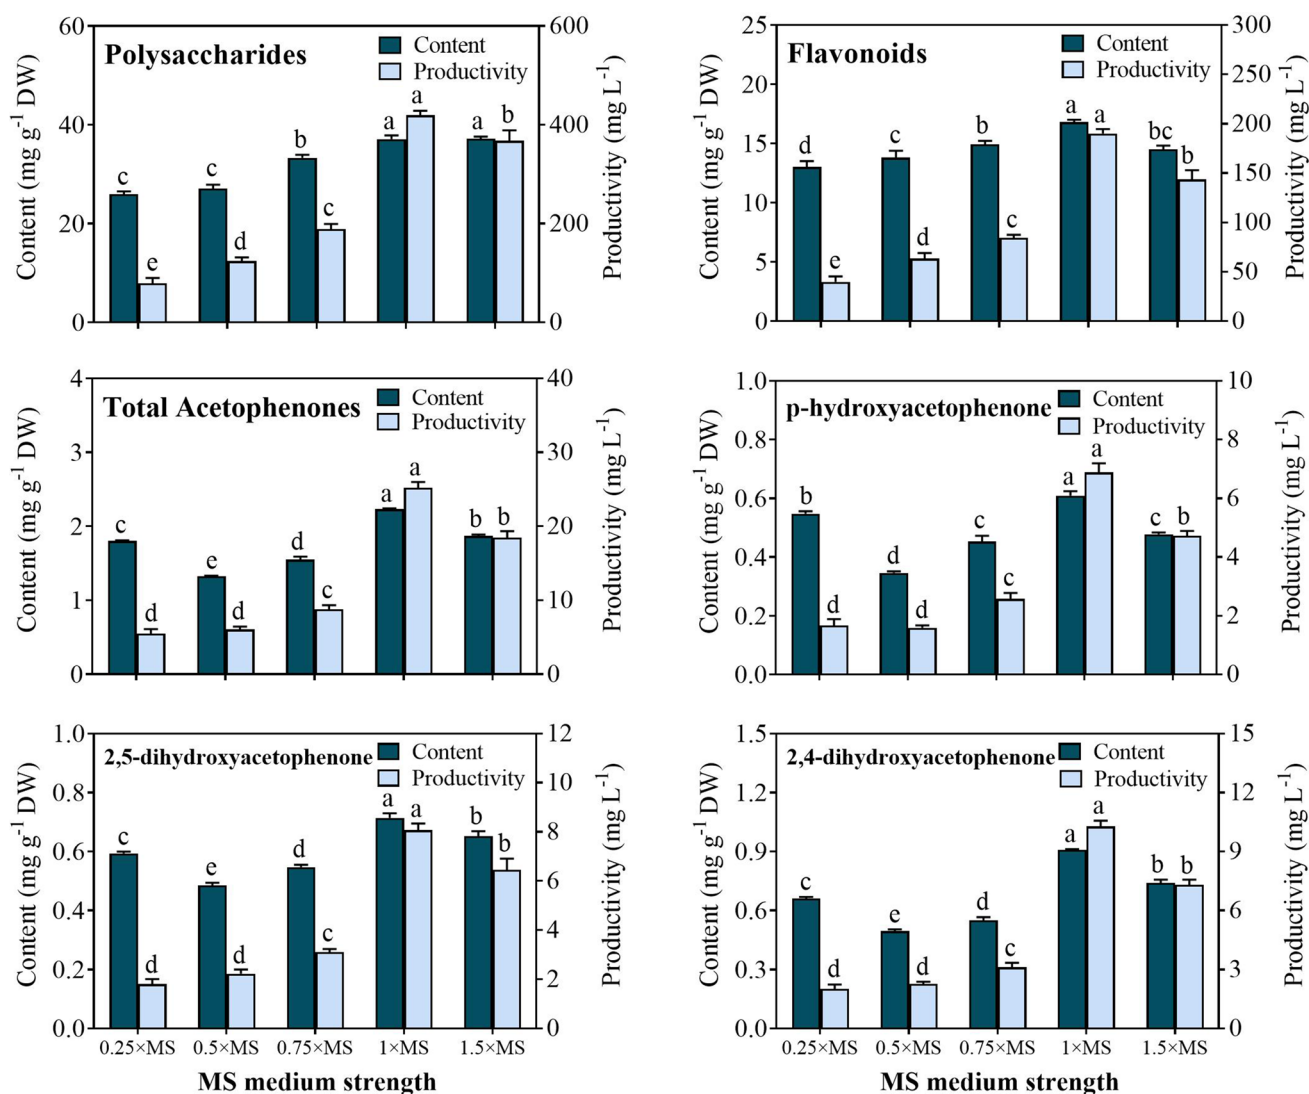 Polysaccharides
Content
Productivity
Content (mg g⁻¹ DW)
Productivity (mg L⁻¹)
60
40
20
0
600
400
200
0
c e c d b c a a a b
Flavonoids
Content
Productivity
Content (mg g⁻¹ DW)
Productivity (mg L⁻¹)
25
20
15
10
5
0
300
250
200
150
100
50
0
d e c d b c a a bc b
Total Acetophenones
Content
Productivity
Content (mg g⁻¹ DW)
Productivity (mg L⁻¹)
4
3
2
1
0
40
30
20
10
0
c d e d d c a a b b
p-hydroxyacetophenone
Content
Productivity
Content (mg g⁻¹ DW)
Productivity (mg L⁻¹)
1.0
0.8
0.6
0.4
0.2
0.0
10
8
6
4
2
0
b d d d c c a a c b
2,5-dihydroxyacetophenone
Content
Productivity
Content (mg g⁻¹ DW)
Productivity (mg L⁻¹)
1.0
0.8
0.6
0.4
0.2
0.0
12
10
8
6
4
2
0
c d e d d c a a b b
0.25×MS 0.5×MS 0.75×MS 1×MS 1.5×MS
MS medium strength
2,4-dihydroxyacetophenone
Content
Productivity
Content (mg g⁻¹ DW)
Productivity (mg L⁻¹)
1.5
1.2
0.9
0.6
0.3
0.0
15
12
9
6
3
0
c d e d d c a a b b
0.25×MS 0.5×MS 0.75×MS 1×MS 1.5×MS
MS medium strength